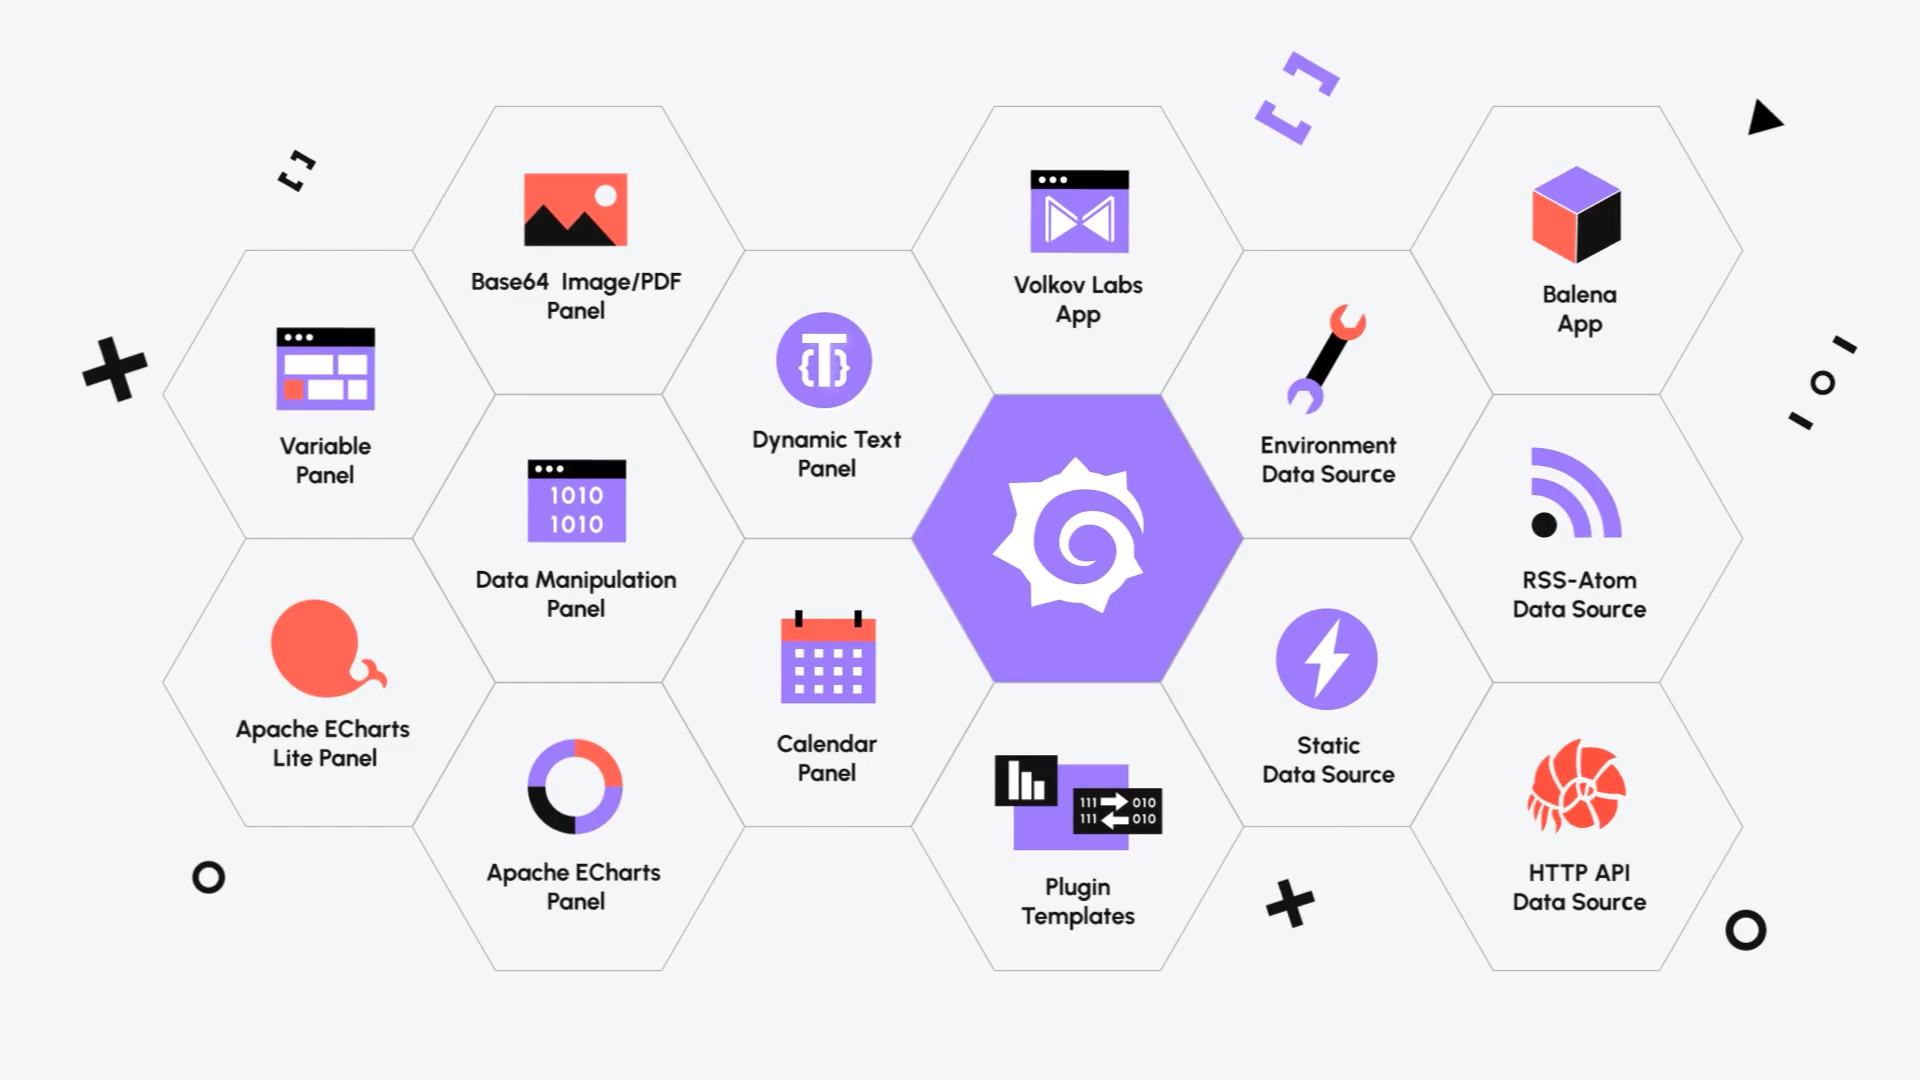 Base64 Image/PDF
Panel
Volkov Labs
App
Balena
App
Variable
Panel
Dynamic Text
Panel
Environment
Data Source
1010
1010
Data Manipulation
Panel
RSS-Atom
Data Source
Apache ECharts
Lite Panel
Calendar
Panel
Static
Data Source
111 010
111 010
Apache ECharts
Panel
Plugin
Templates
HTTP API
Data Source